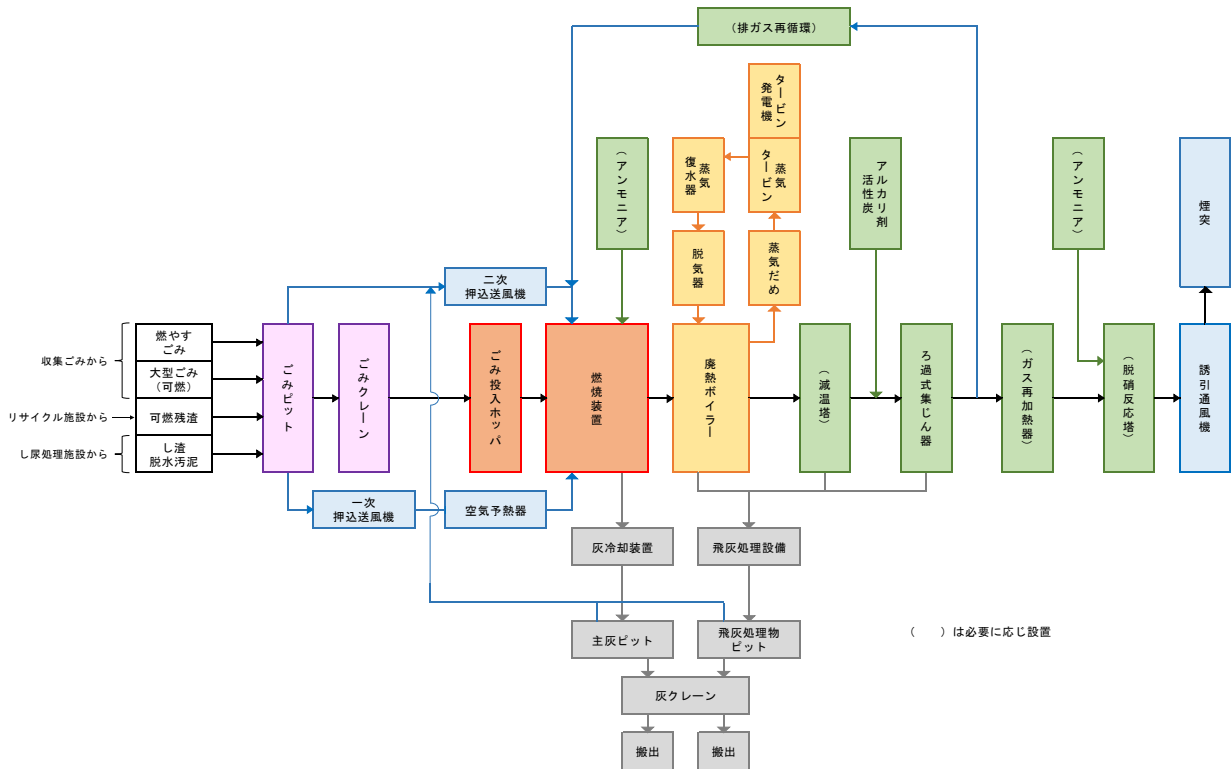 （排ガス再循環）
タービン
発電機
蒸気
タービン
蒸気
復水器
（アンモニア）
アルカリ剤
活性炭
（アンモニア）
煙突
脱気器
蒸気だめ
二次
押込送風機
収集ごみから
燃やす
ごみ
大型ごみ
（可燃）
リサイクル施設から
可燃残渣
し尿処理施設から
し渣
脱水汚泥
ごみピット
ごみクレーン
ごみ投入ホッパ
燃焼装置
廃熱ボイラー
（減温塔）
ろ過式集じん器
（ガス再加熱器）
（脱硝反応塔）
誘引通風機
一次
押込送風機
空気予熱器
灰冷却装置
飛灰処理設備
主灰ピット
飛灰処理物
ピット
（　　）は必要に応じ設置
灰クレーン
搬出
搬出